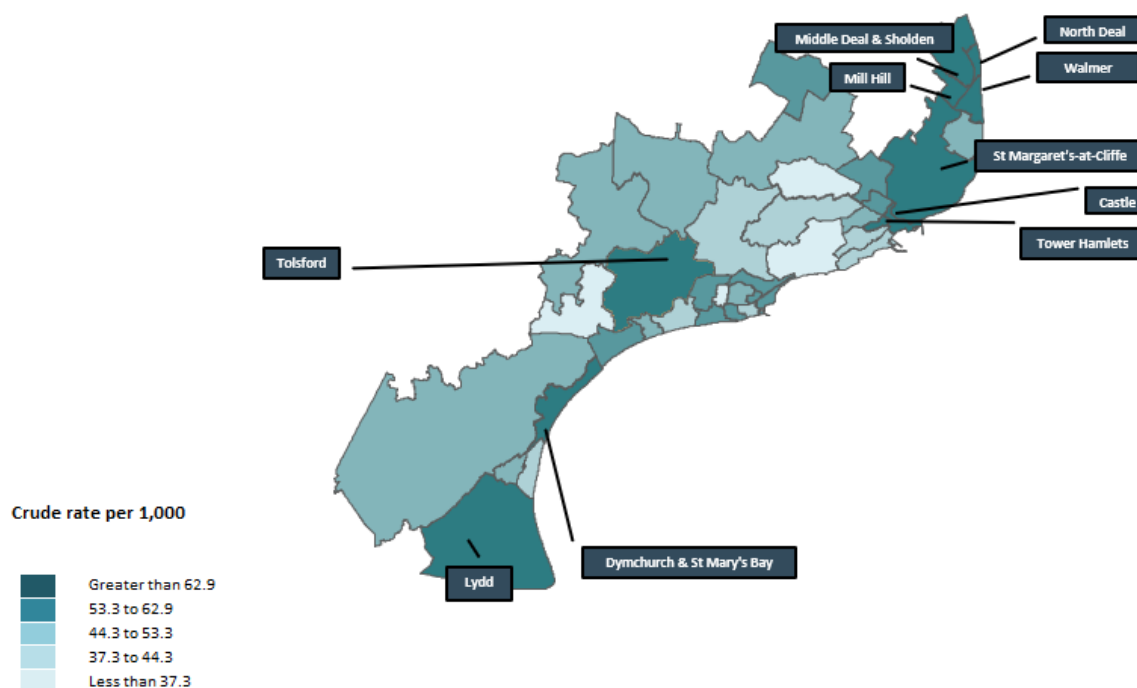 North Deal
Middle Deal & Sholden
Walmer
Mill Hill
St Margaret's-at-Cliffe
Castle
Tower Hamlets
Tolsford
Crude rate per 1,000
Dymchurch & St Mary's Bay
Lydd
Greater than 62.9
53.3 to 62.9
44.3 to 53.3
37.3 to 44.3
Less than 37.3